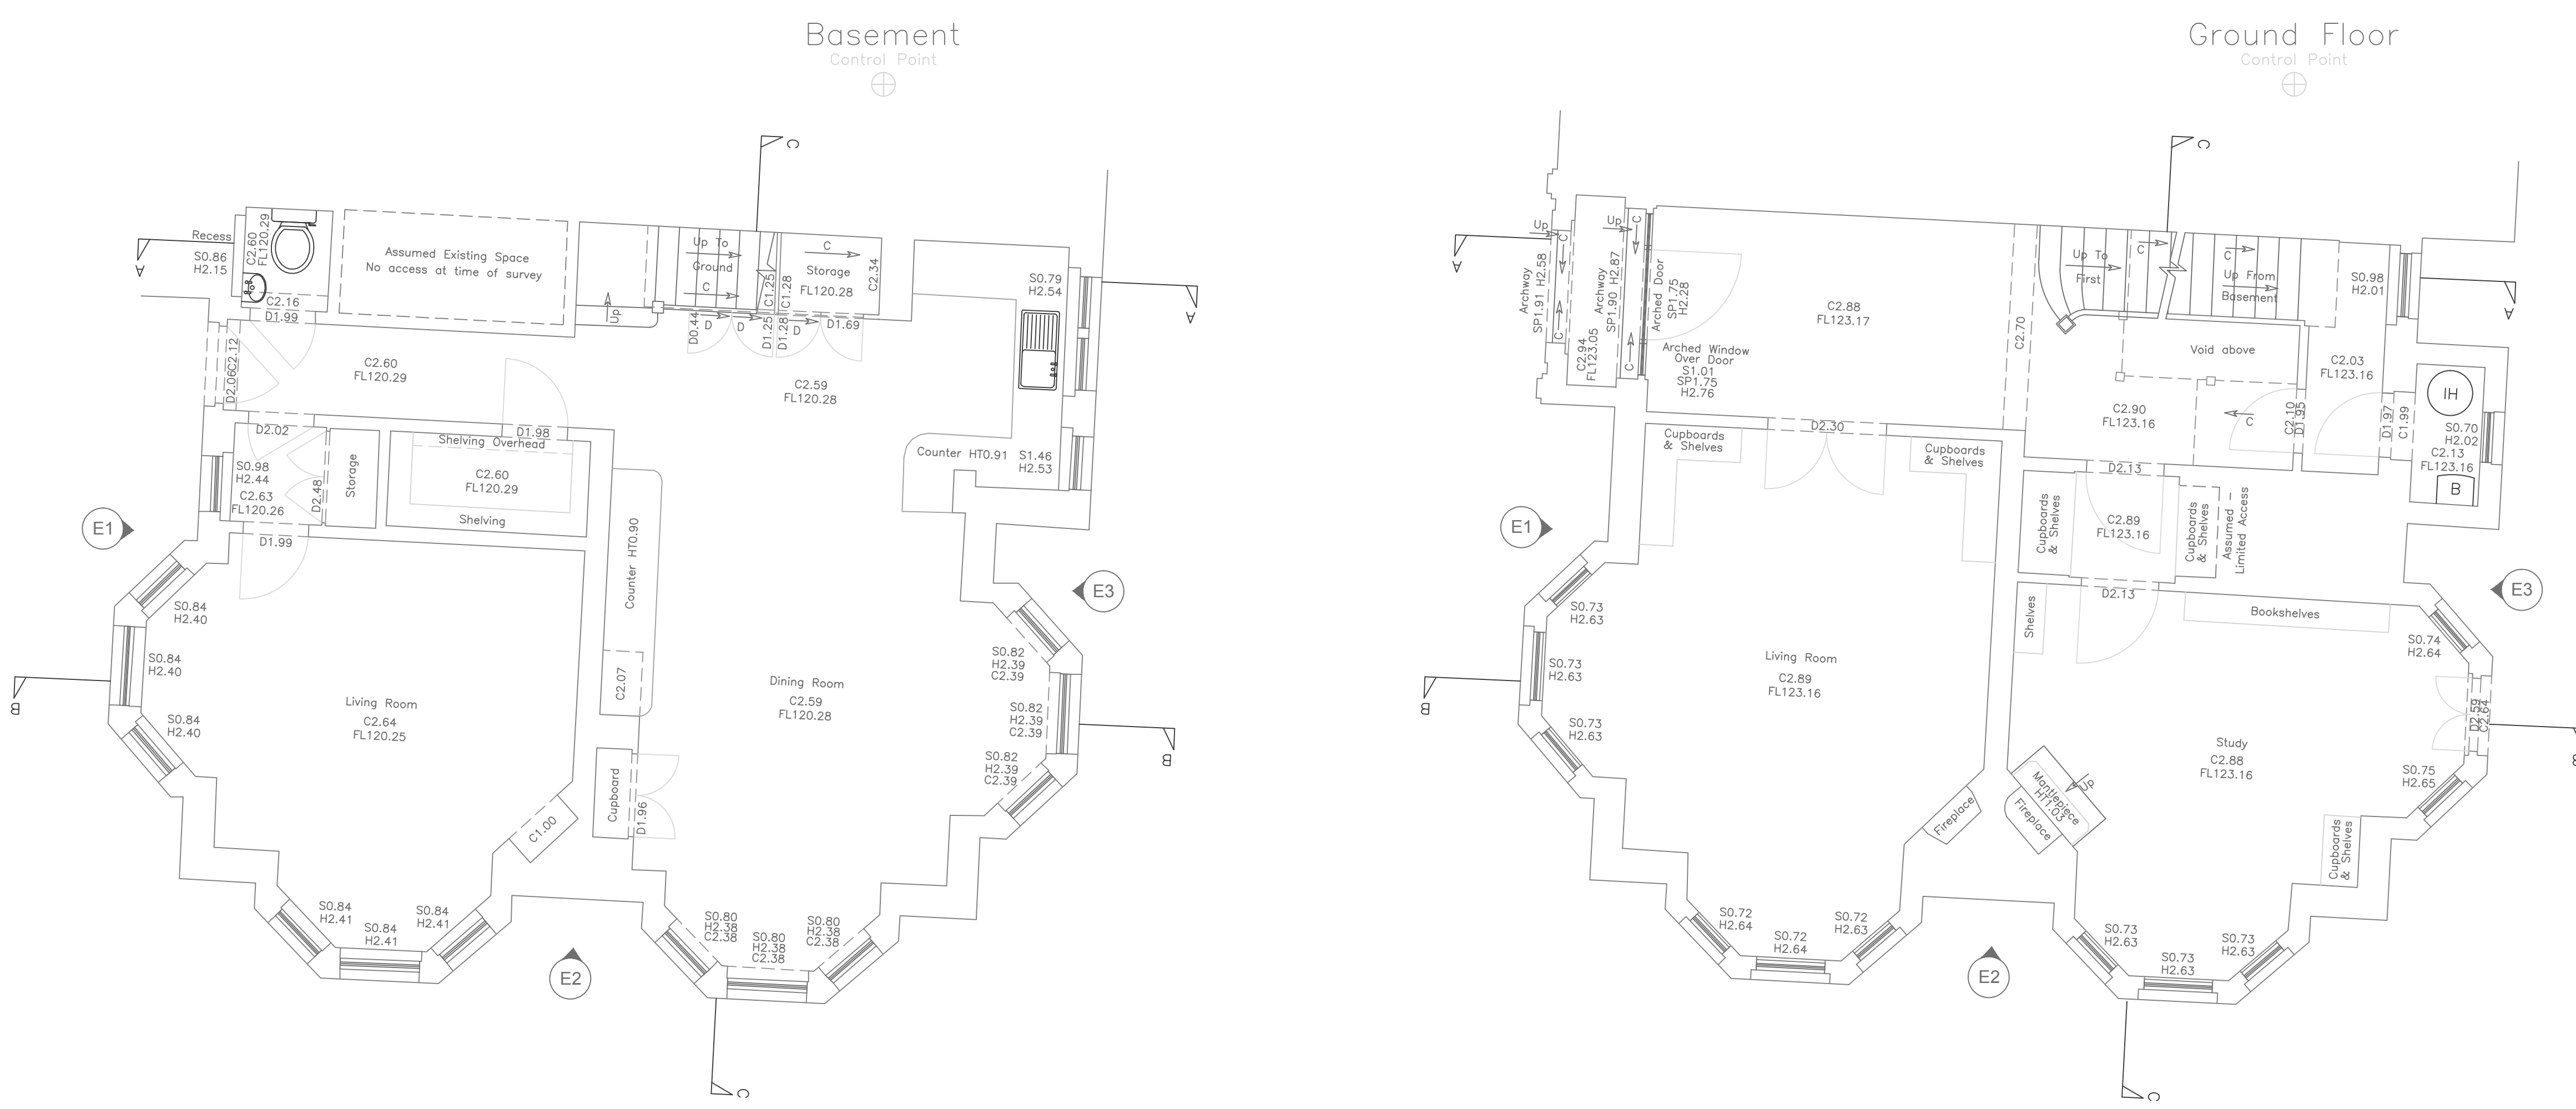 Basement
Control Point
C
Recess
S0.86
H2.15
A
C2.60
FL120.29
C2.16
D1.99
Assumed Existing Space
No access at time of survey
Up
Up To
Ground
C
C1.25
C1.28
C
Storage
FL120.28
C2.34
D0.44
D
D
D1.25
D1.28
D
D1.69
S0.79
H2.54
A
D2.06
C2.12
C2.60
FL120.29
C2.59
FL120.28
D2.02
D1.98
Shelving Overhead
C2.60
FL120.29
Shelving
S0.98
H2.44
C2.63
FL120.26
D2.48
Storage
D1.99
Counter HT0.91
S1.46
H2.53
E1
Counter HT0.90
C2.07
E3
S0.84
H2.40
S0.84
H2.40
S0.84
H2.40
B
Living Room
C2.64
FL120.25
Dining Room
C2.59
FL120.28
S0.82
H2.39
C2.39
S0.82
H2.39
C2.39
S0.82
H2.39
C2.39
B
Cupboard
D1.96
C1.00
S0.84
H2.41
S0.84
H2.41
S0.84
H2.41
S0.80
H2.38
C2.38
S0.80
H2.38
C2.38
S0.80
H2.38
C2.38
E2
C
Ground Floor
Control Point
C
Up
Up
A
Archway
SP1.91 H2.58
C
C
C2.94
FL123.05
Archway
SP1.90 H2.87
C
C
Arched Door
SP1.75
H2.28
Arched Window
Over Door
S1.01
SP1.75
H2.76
C2.88
FL123.17
C2.70
Up To
First
C
C
Up From
Basement
S0.98
H2.01
A
Void above
C2.03
FL123.16
C2.90
FL123.16
C
C2.10
D1.95
D1.97
C1.99
IH
S0.70
H2.02
C2.13
FL123.16
B
Cupboards
& Shelves
D2.30
Cupboards
& Shelves
D2.13
Cupboards
& Shelves
C2.89
FL123.16
Cupboards
& Shelves
Assumed -
Limited Access
D2.13
E1
E3
Shelves
Bookshelves
S0.73
H2.63
S0.73
H2.63
S0.73
H2.63
B
Living Room
C2.89
FL123.16
S0.74
H2.64
D2.59
C2.64
B
Study
C2.88
FL123.16
S0.75
H2.65
Up
Mantlepiece
HT1.03
Fireplace
Fireplace
Cupboards
& Shelves
S0.72
H2.64
S0.72
H2.64
S0.72
H2.63
S0.73
H2.63
S0.73
H2.63
S0.73
H2.63
E2
C